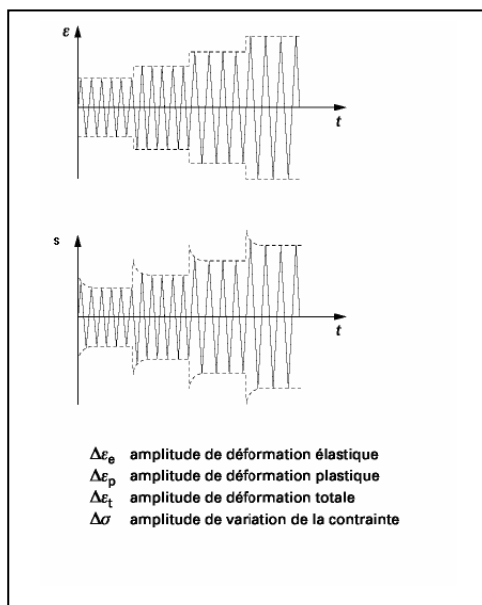 ε
t
s
t
Δεe amplitude de déformation élastique
Δεp amplitude de déformation plastique
Δεt amplitude de déformation totale
Δσ amplitude de variation de la contrainte